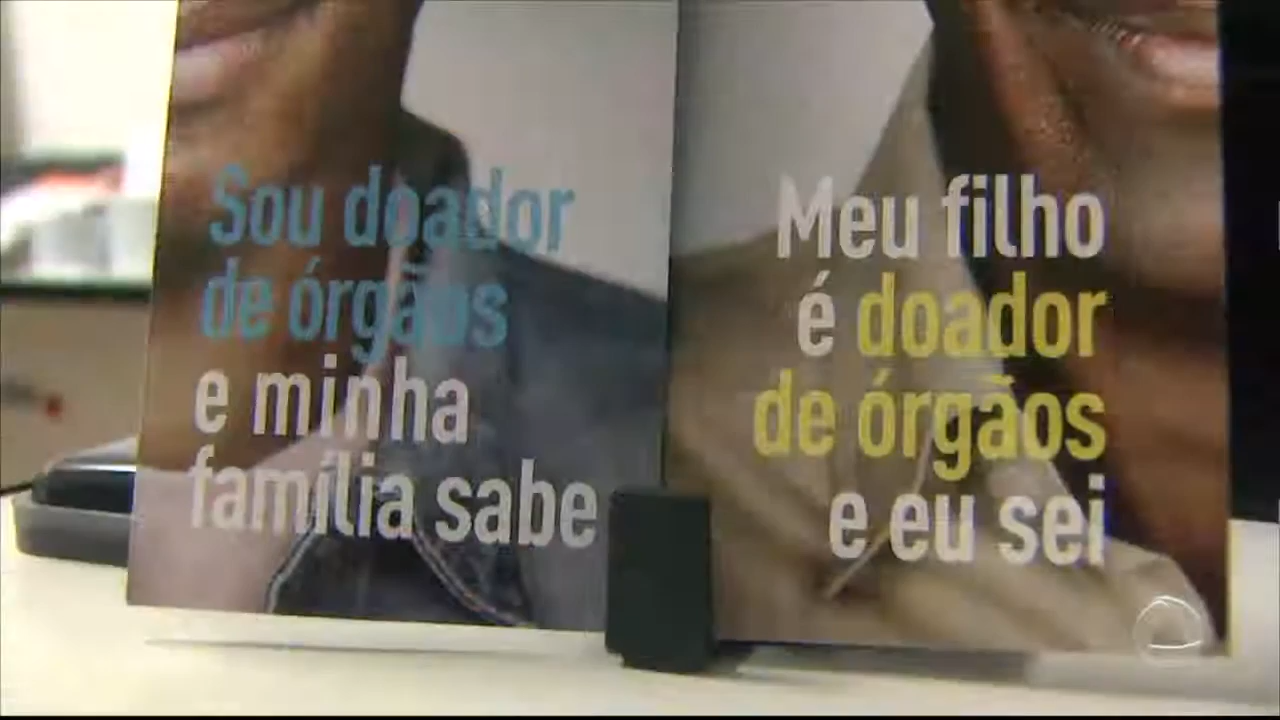 Sou doador
de órgãos
e minha
família sabe
Meu filho
é doador
de órgãos
e eu sei